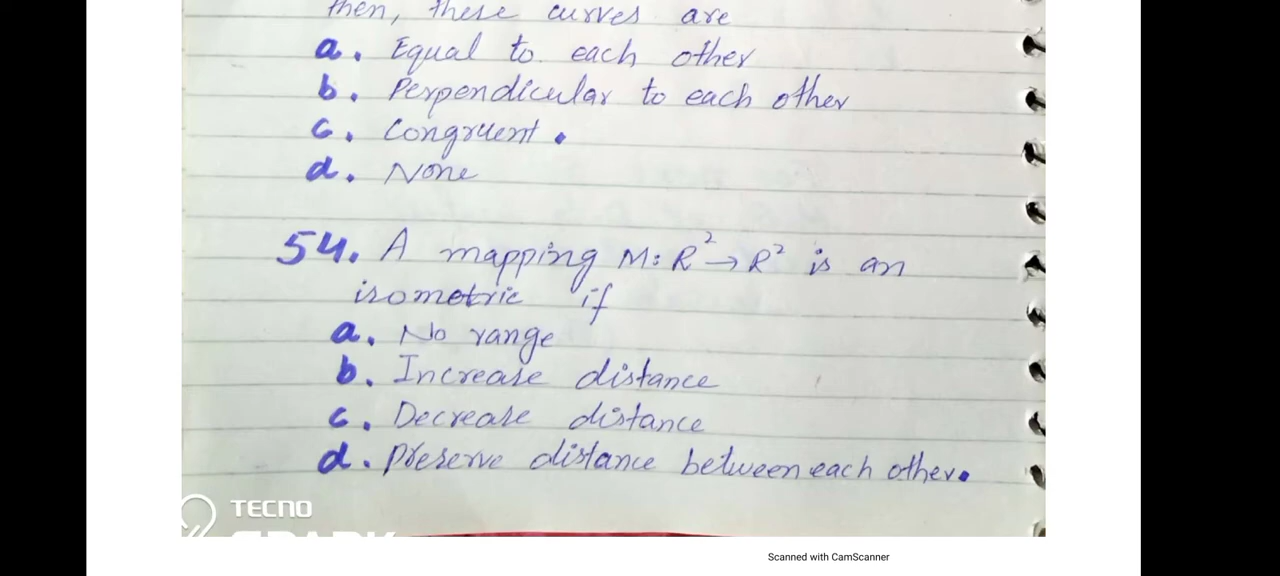 then, these curves are
a. Equal to each other
b. Perpendicular to each other
c. Congruent.
d. None
54. A mapping M: R² → R² is an
isometric if
a. No range
b. Increase distance
c. Decrease distance
d. Preserve distance between each other.
TECNO
SPARK
Scanned with CamScanner